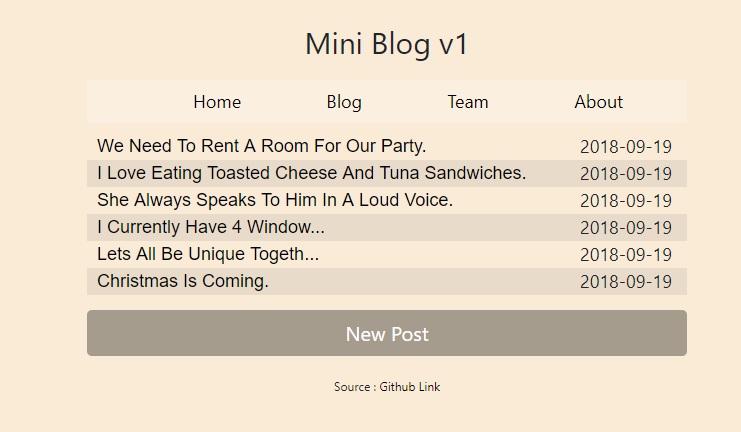 Mini Blog v1
Home Blog Team About
We Need To Rent A Room For Our Party. 2018-09-19
I Love Eating Toasted Cheese And Tuna Sandwiches. 2018-09-19
She Always Speaks To Him In A Loud Voice. 2018-09-19
I Currently Have 4 Window... 2018-09-19
Lets All Be Unique Togeth... 2018-09-19
Christmas Is Coming. 2018-09-19
New Post
Source : Github Link